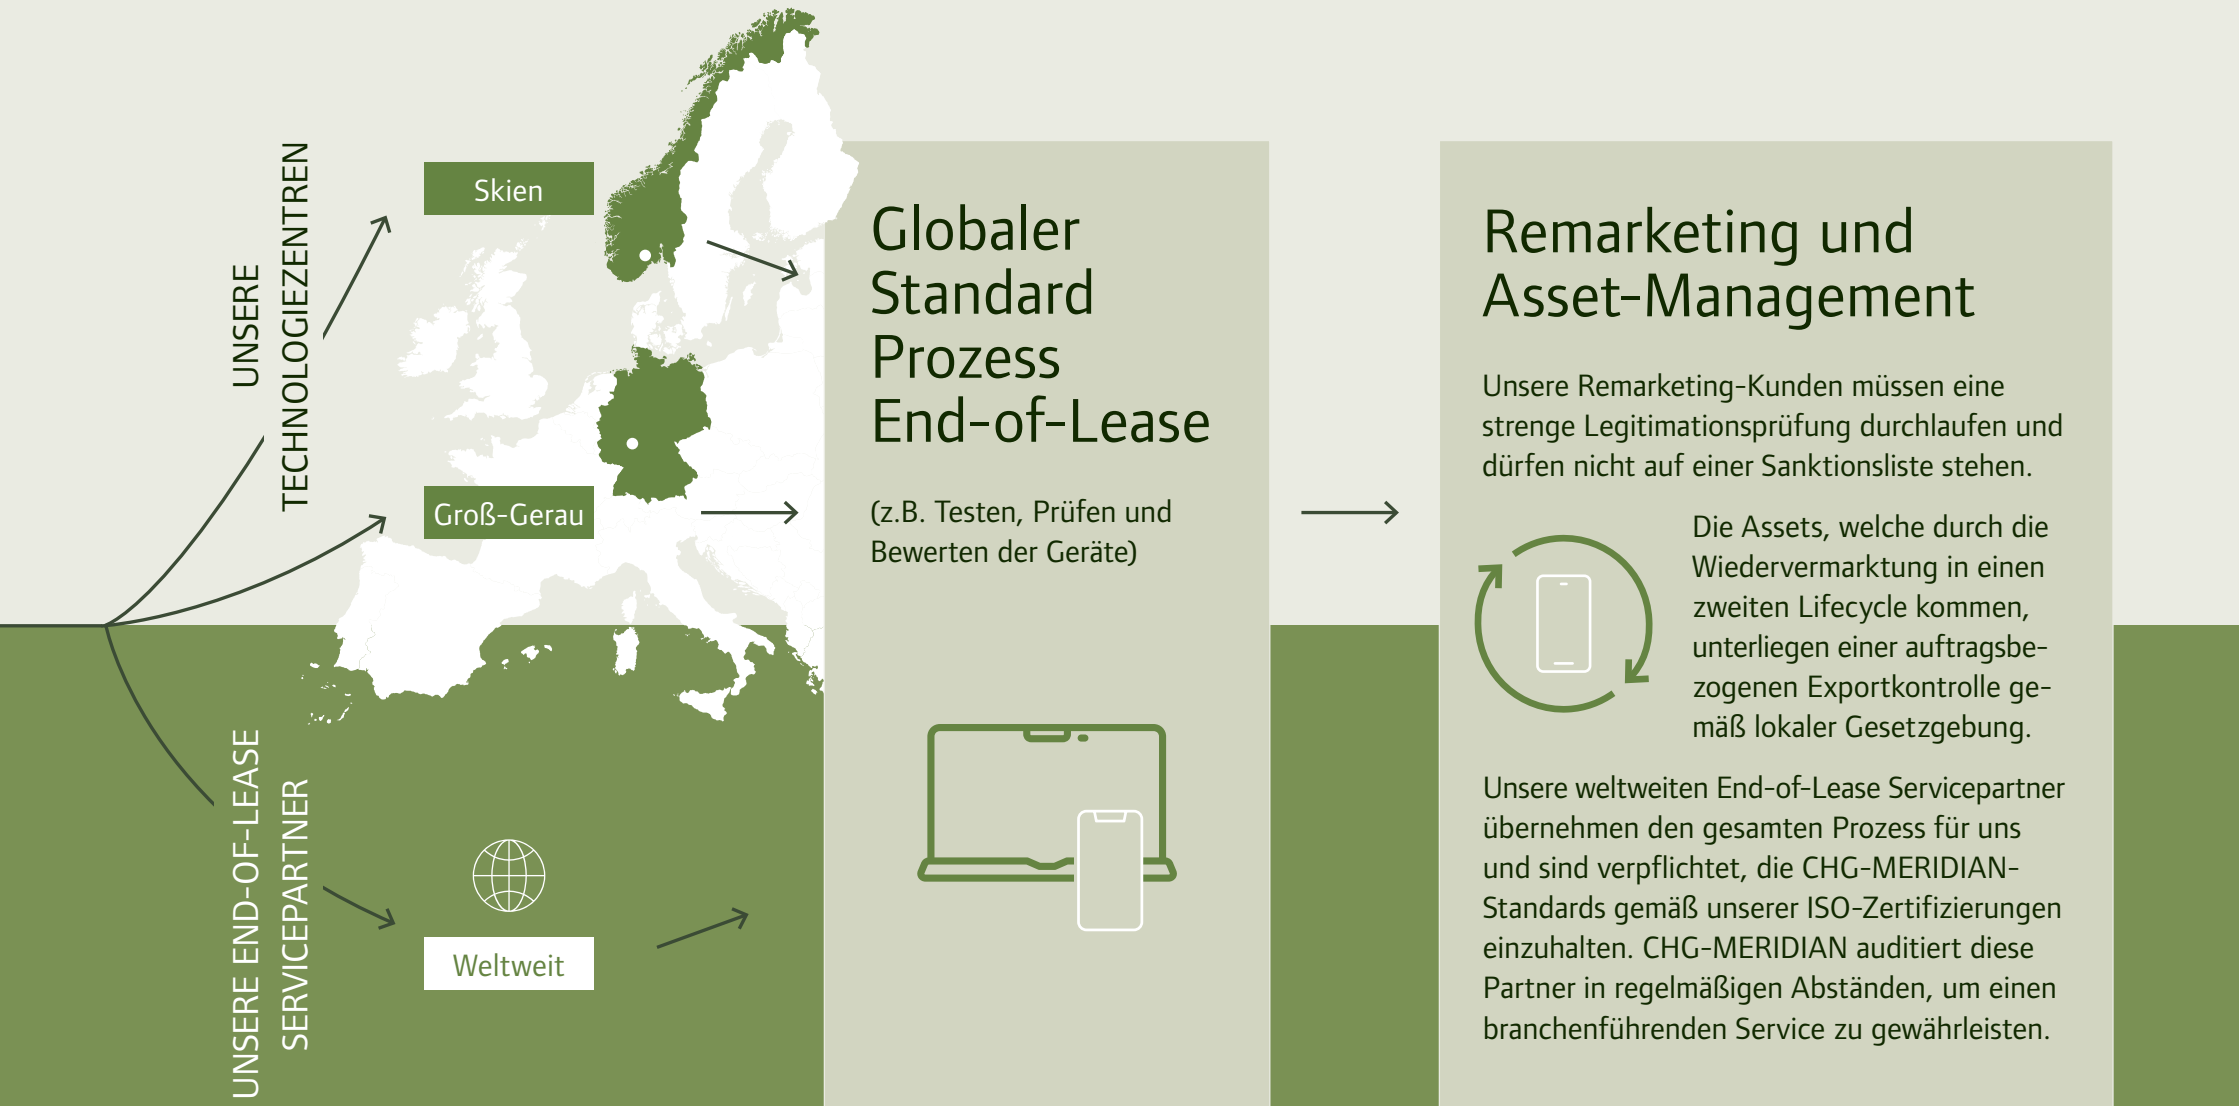 UNSERE
TECHNOLOGIEZENTREN
Skien
Groß-Gerau
UNSERE END-OF-LEASE
SERVICEPARTNER
Weltweit
Globaler
Standard
Prozess
End-of-Lease
(z.B. Testen, Prüfen und
Bewerten der Geräte)
Remarketing und
Asset-Management
Unsere Remarketing-Kunden müssen eine
strenge Legitimationsprüfung durchlaufen und
dürfen nicht auf einer Sanktionsliste stehen.
Die Assets, welche durch die
Wiedervermarktung in einen
zweiten Lifecycle kommen,
unterliegen einer auftragsbe-
zogenen Exportkontrolle ge-
mäß lokaler Gesetzgebung.
Unsere weltweiten End-of-Lease Servicepartner
übernehmen den gesamten Prozess für uns
und sind verpflichtet, die CHG-MERIDIAN-
Standards gemäß unserer ISO-Zertifizierungen
einzuhalten. CHG-MERIDIAN auditiert diese
Partner in regelmäßigen Abständen, um einen
branchenführenden Service zu gewährleisten.